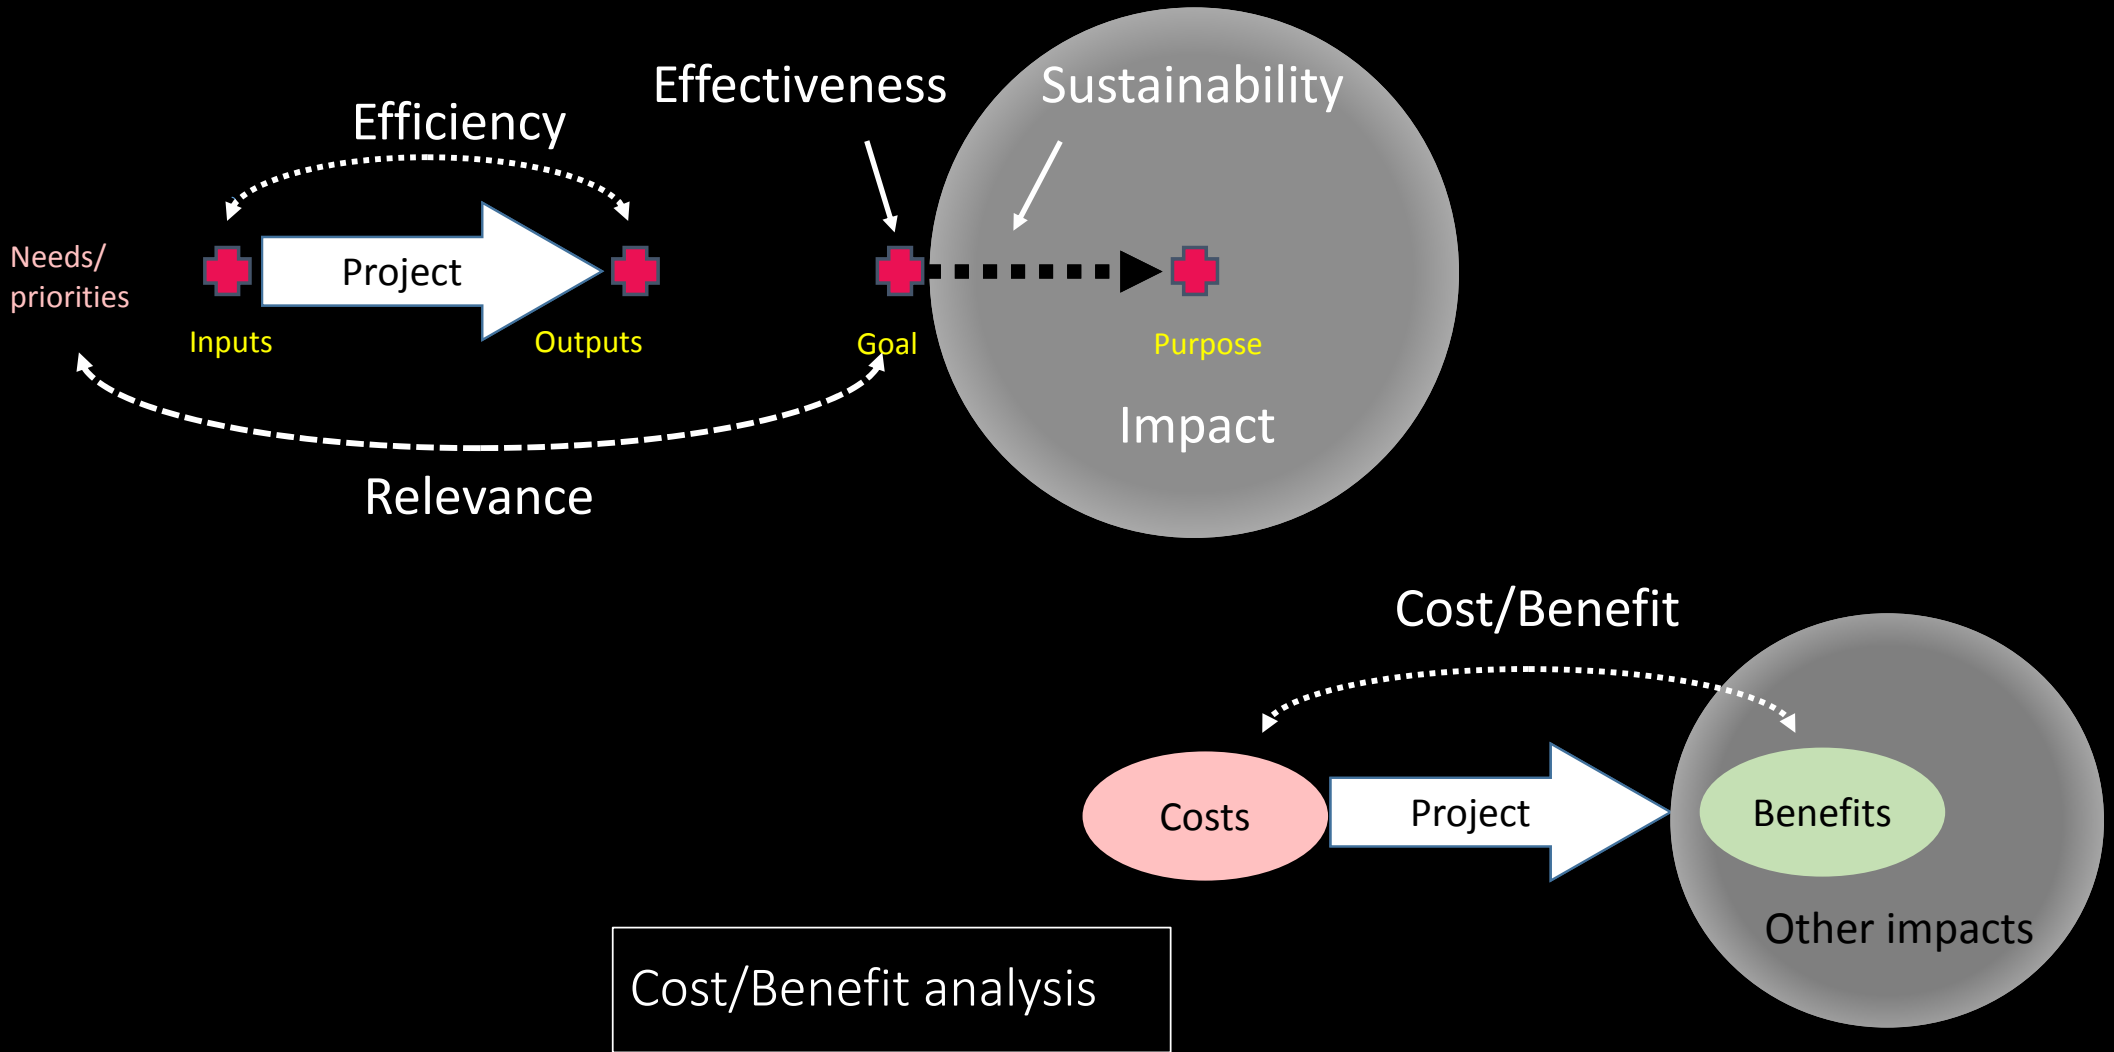 Effectiveness
Sustainability
Efficiency
Needs/
priorities
Project
Inputs
Outputs
Goal
Purpose
Impact
Relevance
Cost/Benefit
Costs
Project
Benefits
Other impacts
Cost/Benefit analysis